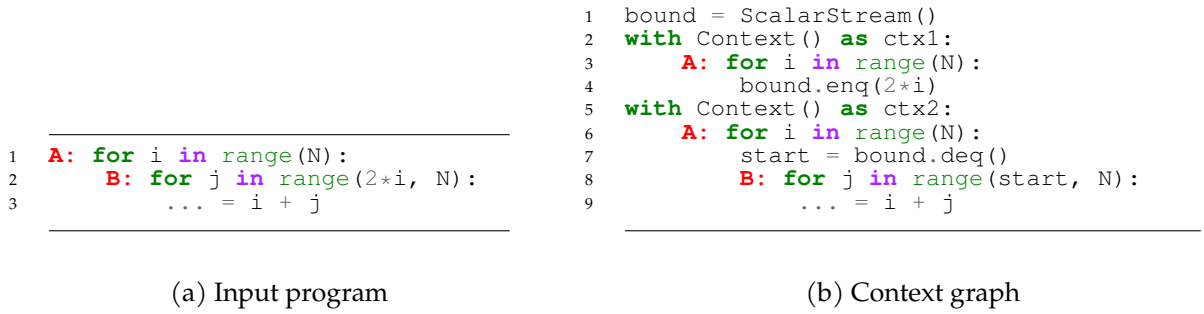 1 A: for i in range(N):
2 B: for j in range(2*i, N):
3 ... = i + j
(a) Input program
1 bound = ScalarStream()
2 with Context() as ctx1:
3 A: for i in range(N):
4 bound.enq(2*i)
5 with Context() as ctx2:
6 A: for i in range(N):
7 start = bound.deq()
8 B: for j in range(start, N):
9 ... = i + j
(b) Context graph